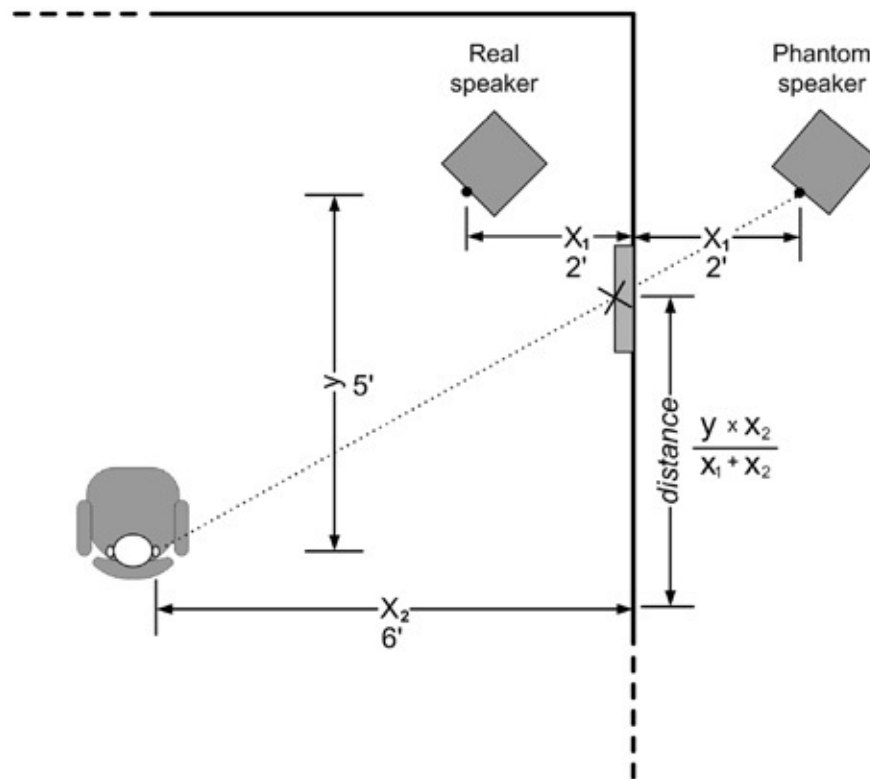 Real
speaker
Phantom
speaker
X₁
2'
X₁
2'
y 5'
distance
y × x₂
x₁ + x₂
X₂
6'